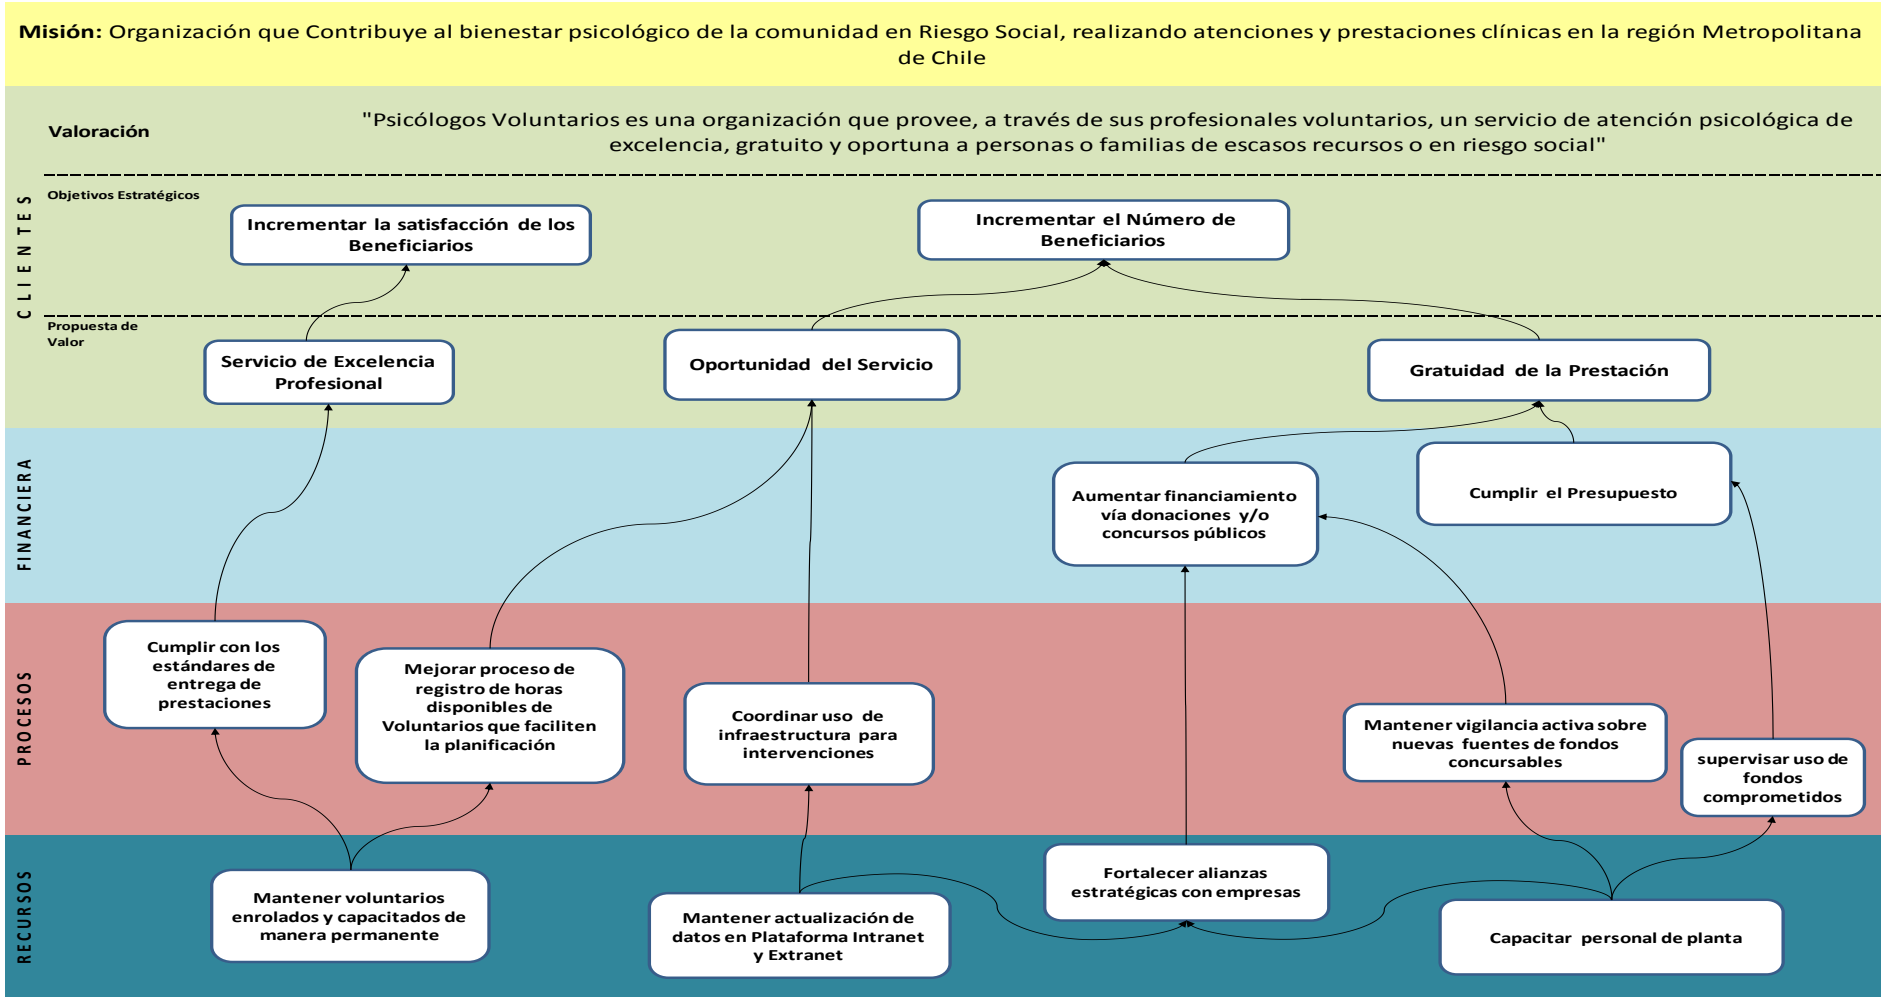 Misión: Organización que Contribuye al bienestar psicológico de la comunidad en Riesgo Social, realizando atenciones y prestaciones clínicas en la región Metropolitana
de Chile
CLIENTES
Valoración
"Psicólogos Voluntarios es una organización que provee, a través de sus profesionales voluntarios, un servicio de atención psicológica de
excelencia, gratuito y oportuna a personas o familias de escasos recursos o en riesgo social"
Objetivos Estratégicos
Incrementar la satisfacción de los
Beneficiarios
Incrementar el Número de
Beneficiarios
Propuesta de
Valor
Servicio de Excelencia
Profesional
Oportunidad del Servicio
Gratuidad de la Prestación
FINANCIERA
Aumentar financiamiento
vía donaciones y/o
concursos públicos
Cumplir el Presupuesto
PROCESOS
Cumplir con los
estándares de
entrega de
prestaciones
Mejorar proceso de
registro de horas
disponibles de
Voluntarios que faciliten
la planificación
Coordinar uso de
infraestructura para
intervenciones
Mantener vigilancia activa sobre
nuevas fuentes de fondos
concursables
supervisar uso de
fondos
comprometidos
RECURSOS
Mantener voluntarios
enrolados y capacitados de
manera permanente
Mantener actualización de
datos en Plataforma Intranet
y Extranet
Fortalecer alianzas
estratégicas con empresas
Capacitar personal de planta